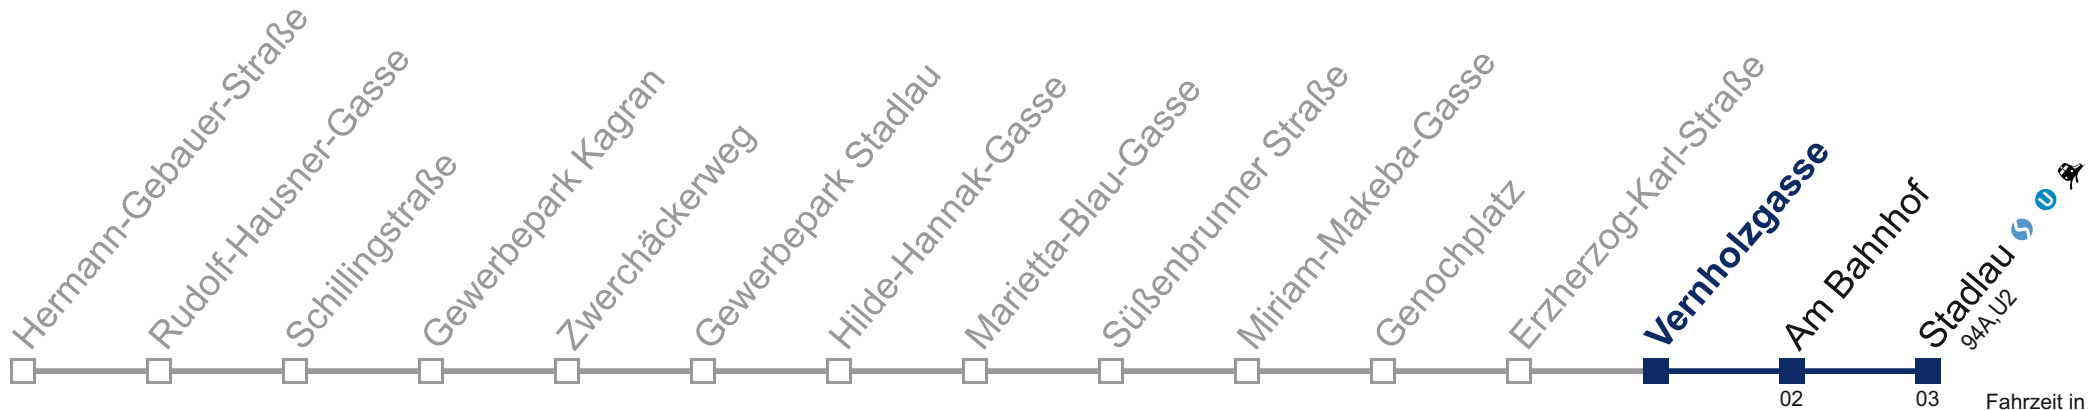 Hermann-Gebauer-Straße
Rudolf-Hausner-Gasse
Schillingstraße
Gewerbepark Kagran
Zwerchäckerweg
Gewerbepark Stadlau
Hilde-Hannak-Gasse
Marietta-Blau-Gasse
Süßenbrunner Straße
Miriam-Makeba-Gasse
Genochplatz
Erzherzog-Karl-Straße
Vernholzgasse
Am Bahnhof
Stadlau S U
94A, U2
02
03
Fahrzeit in